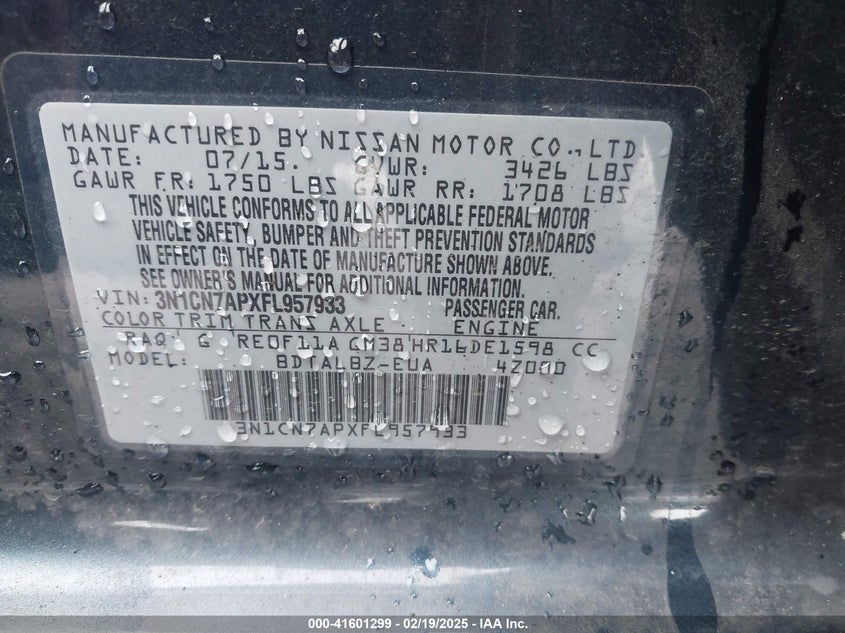 MANUFACTURED BY NISSAN MOTOR CO., LTD.
DATE: 07/15. GVWR: 3426 LBS
GAWR FR: 1750 LBS GAWR RR: 1708 LBS
THIS VEHICLE CONFORMS TO ALL APPLICABLE FEDERAL MOTOR
VEHICLE SAFETY, BUMPER AND THEFT PREVENTION STANDARDS
IN EFFECT ON THE DATE OF MANUFACTURE SHOWN ABOVE.
SEE OWNER'S MANUAL FOR ADDITIONAL INFORMATION.
VIN: 3N1CN7APXFL957933 PASSENGER CAR.
COLOR TRIM TRANS AXLE ENGINE
RAQ G RE0F11A GM38 HR16DE1598 CC
MODEL: BDTALBZ-EUA 4Z000
3N1CN7APXFL957933
000-41601299 | 02/19/2025 | IAA Inc.